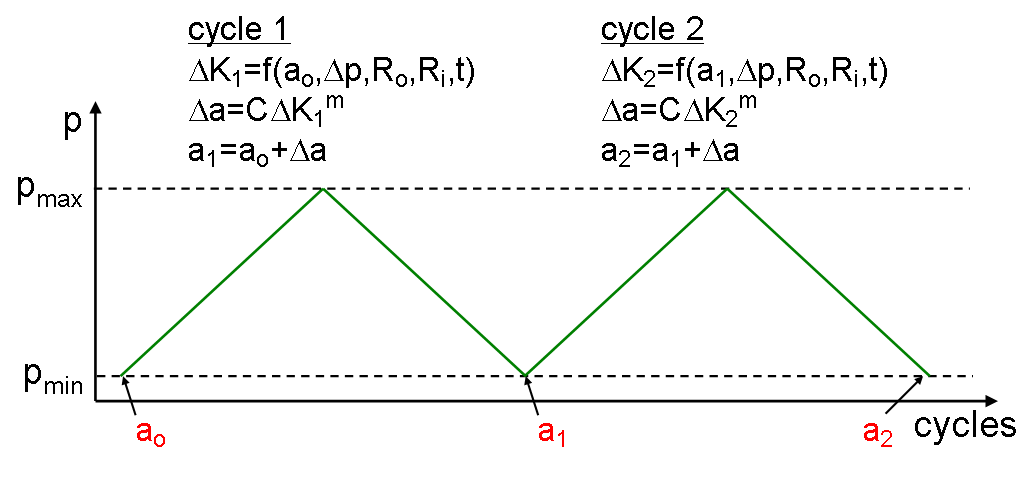 cycle 1
ΔK₁=f(aₒ,Δp,Rₒ,Rᵢ,t)
Δa=CΔK₁ᵐ
a₁=aₒ+Δa
cycle 2
ΔK₂=f(a₁,Δp,Rₒ,Rᵢ,t)
Δa=CΔK₂ᵐ
a₂=a₁+Δa
p
pmax
pmin
aₒ
a₁
a₂
cycles